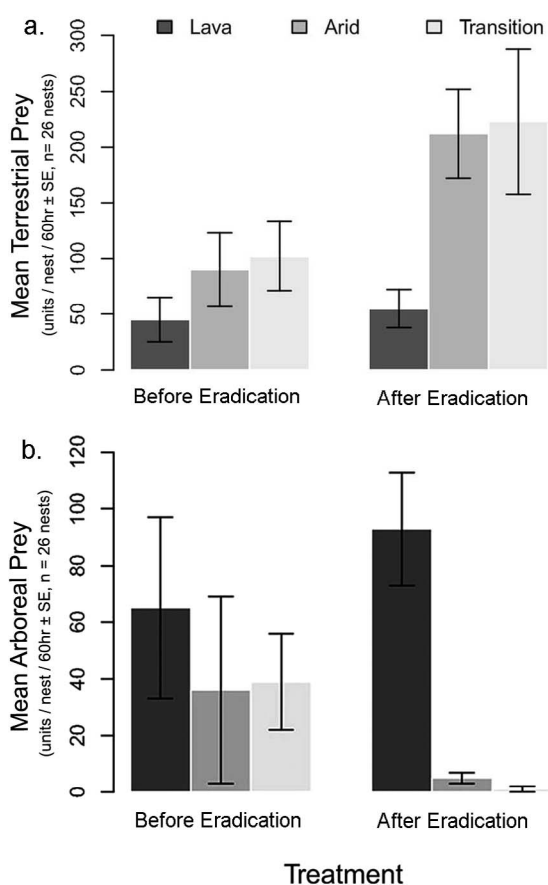 a.
Lava Arid Transition
Mean Terrestrial Prey
(units / nest / 60hr ± SE, n= 26 nests)
300
250
200
150
100
50
0
Before Eradication After Eradication
b.
Mean Arboreal Prey
(units / nest / 60hr ± SE, n = 26 nests)
120
100
80
60
40
20
0
Before Eradication After Eradication
Treatment